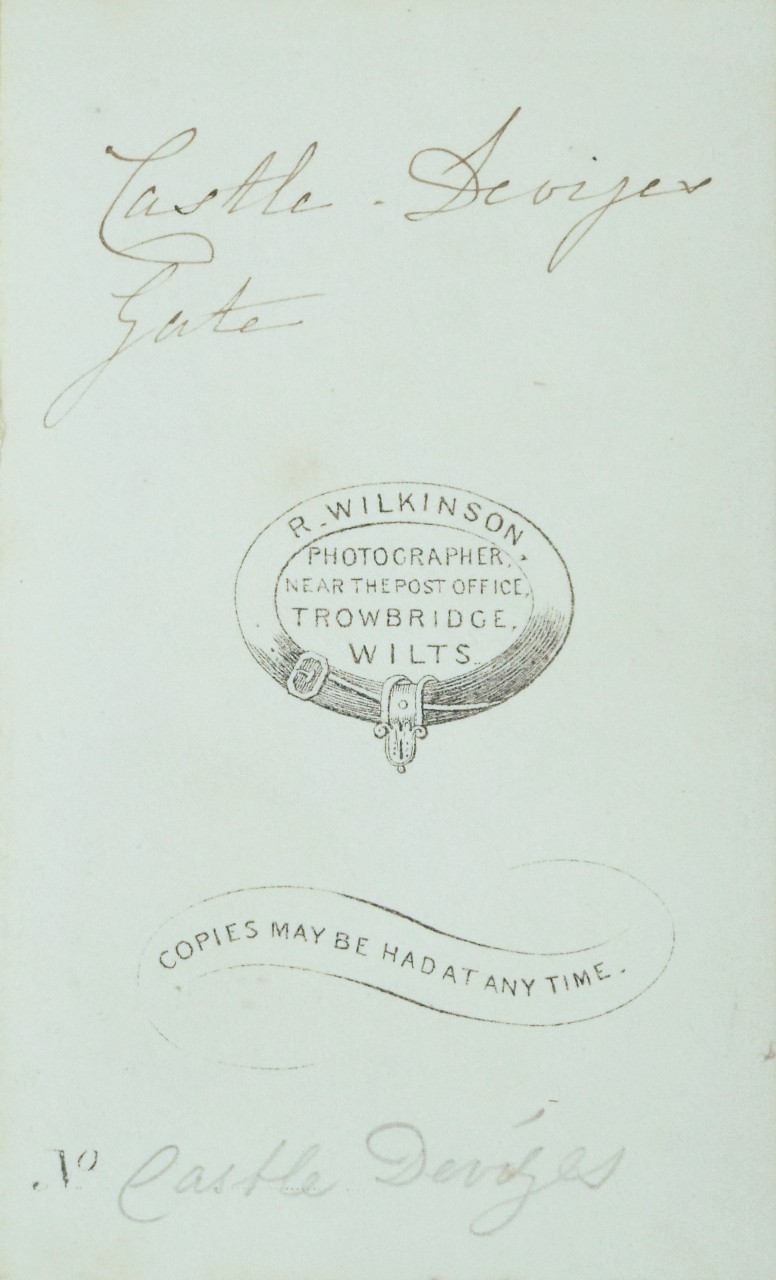 Castle - Devizes
Gate
R. WILKINSON,
PHOTOGRAPHER,
NEAR THE POST OFFICE,
TROWBRIDGE,
WILTS.
COPIES MAY BE HAD AT ANY TIME.
No Castle Devizes